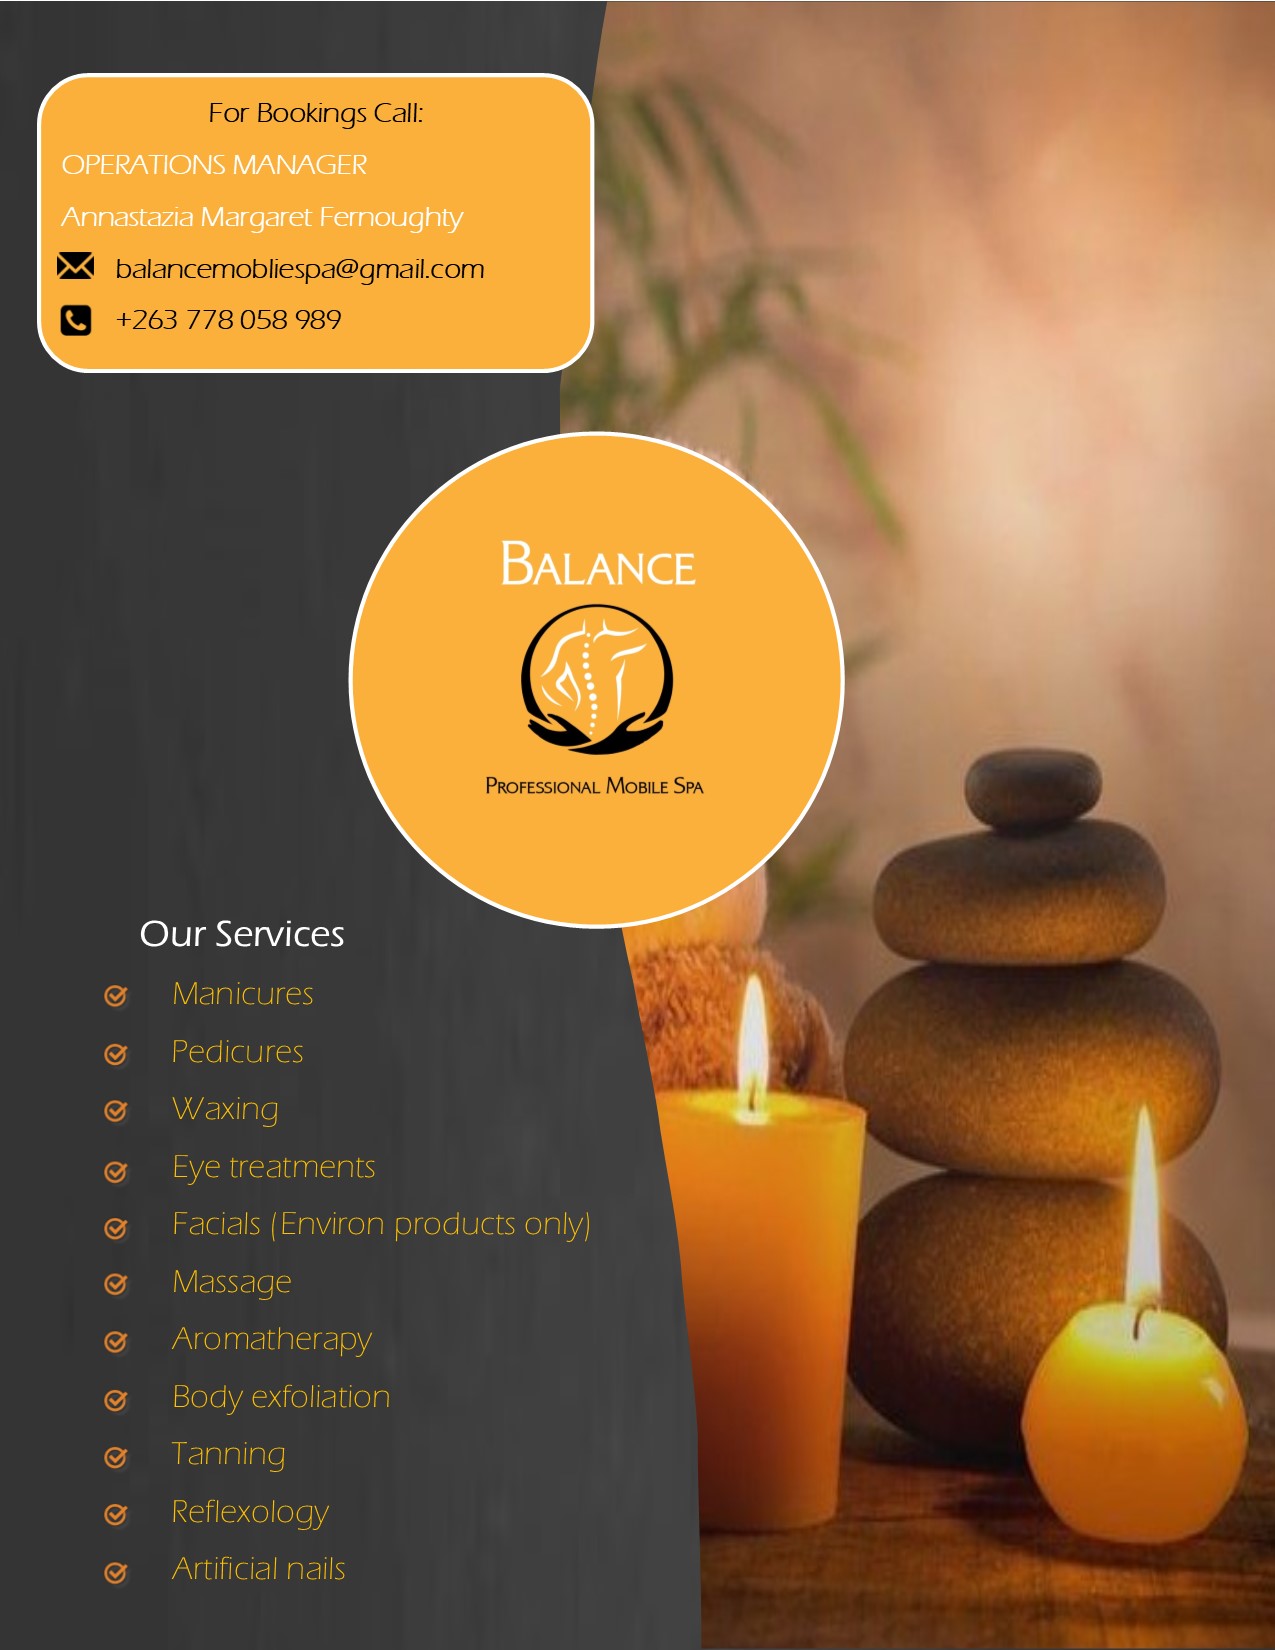 For Bookings Call:
OPERATIONS MANAGER
Annastazia Margaret Fernoughty
balancemobliespa@gmail.com
+263 778 058 989
BALANCE
PROFESSIONAL MOBILE SPA
Our Services
Manicures
Pedicures
Waxing
Eye treatments
Facials (Environ products only)
Massage
Aromatherapy
Body exfoliation
Tanning
Reflexology
Artificial nails